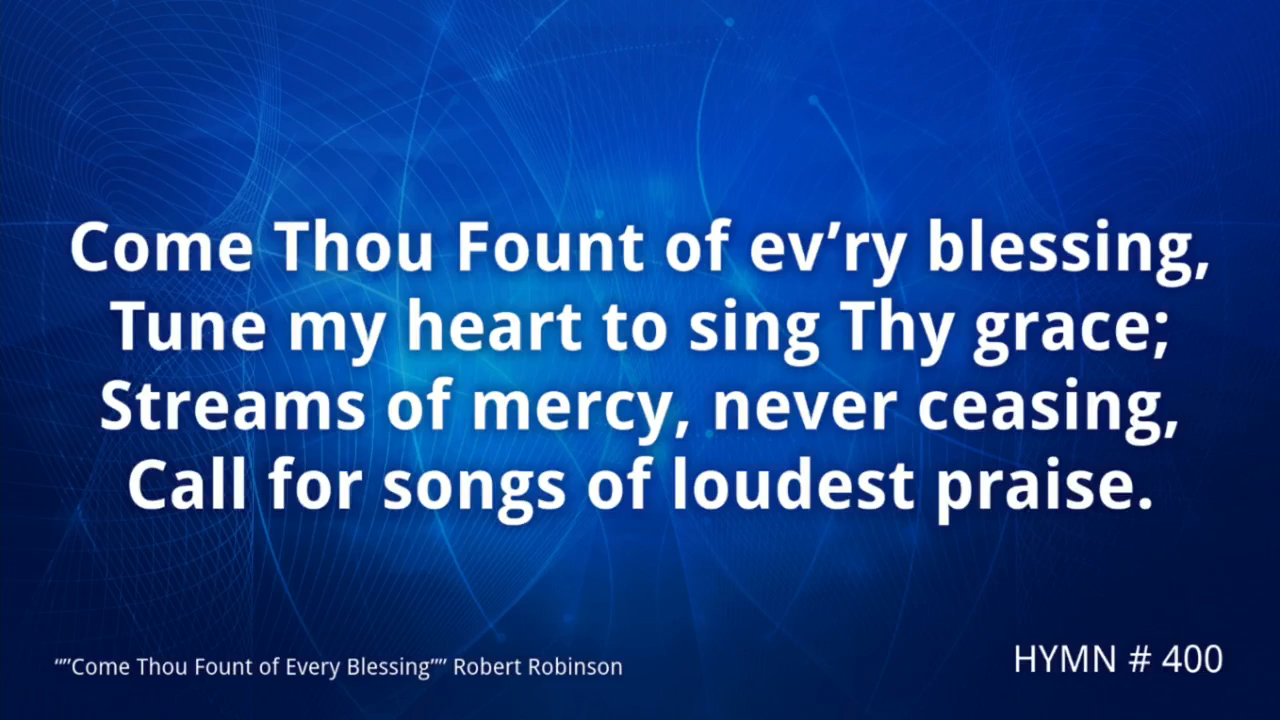 Come Thou Fount of ev’ry blessing,
Tune my heart to sing Thy grace;
Streams of mercy, never ceasing,
Call for songs of loudest praise.
“”Come Thou Fount of Every Blessing”” Robert Robinson
HYMN # 400